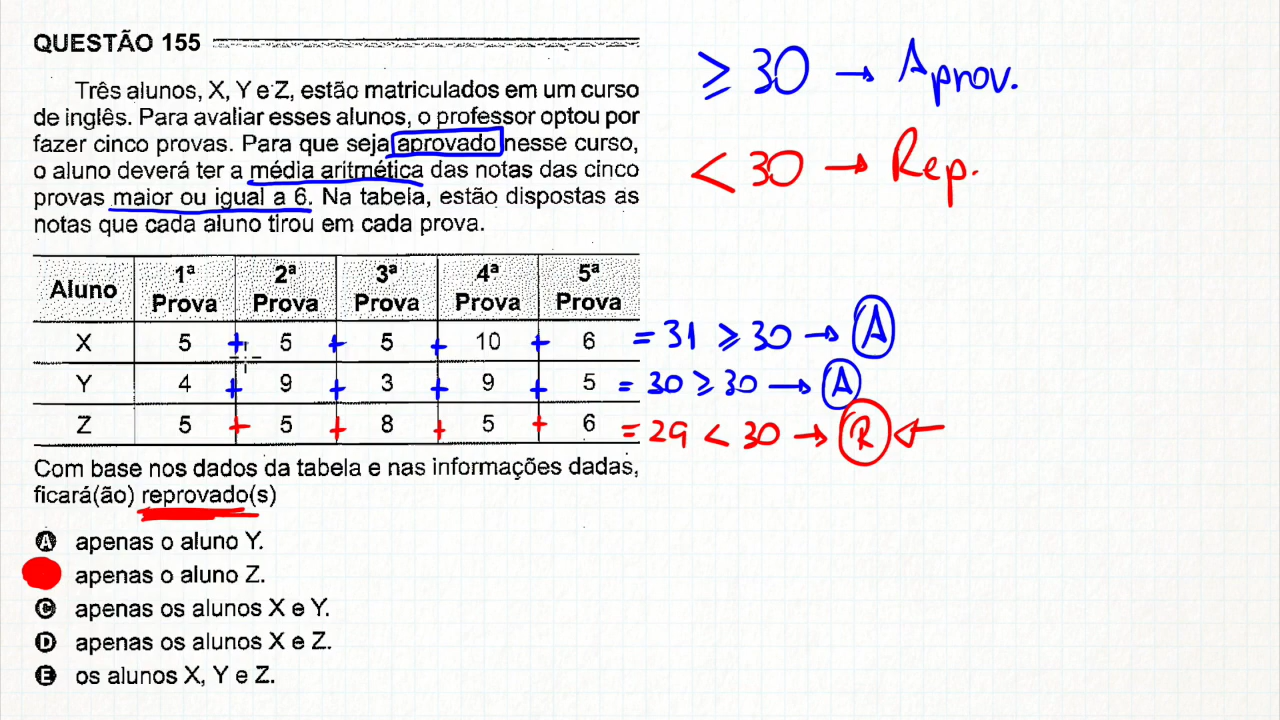 QUESTÃO 155
Três alunos, X, Y e Z, estão matriculados em um curso
de inglês. Para avaliar esses alunos, o professor optou por
fazer cinco provas. Para que seja aprovado nesse curso,
o aluno deverá ter a média aritmética das notas das cinco
provas maior ou igual a 6. Na tabela, estão dispostas as
notas que cada aluno tirou em cada prova.
≥ 30 → Aprov.
< 30 → Rep.
Aluno 1ª Prova 2ª Prova 3ª Prova 4ª Prova 5ª Prova
X 5 + 5 + 5 + 10 + 6 = 31 ≥ 30 → A
Y 4 + 9 + 3 + 9 + 5 = 30 ≥ 30 → A
Z 5 + 5 + 8 + 5 + 6 = 29 < 30 → R ←
Com base nos dados da tabela e nas informações dadas,
ficará(ão) reprovado(s)
A apenas o aluno Y.
apenas o aluno Z.
C apenas os alunos X e Y.
D apenas os alunos X e Z.
E os alunos X, Y e Z.